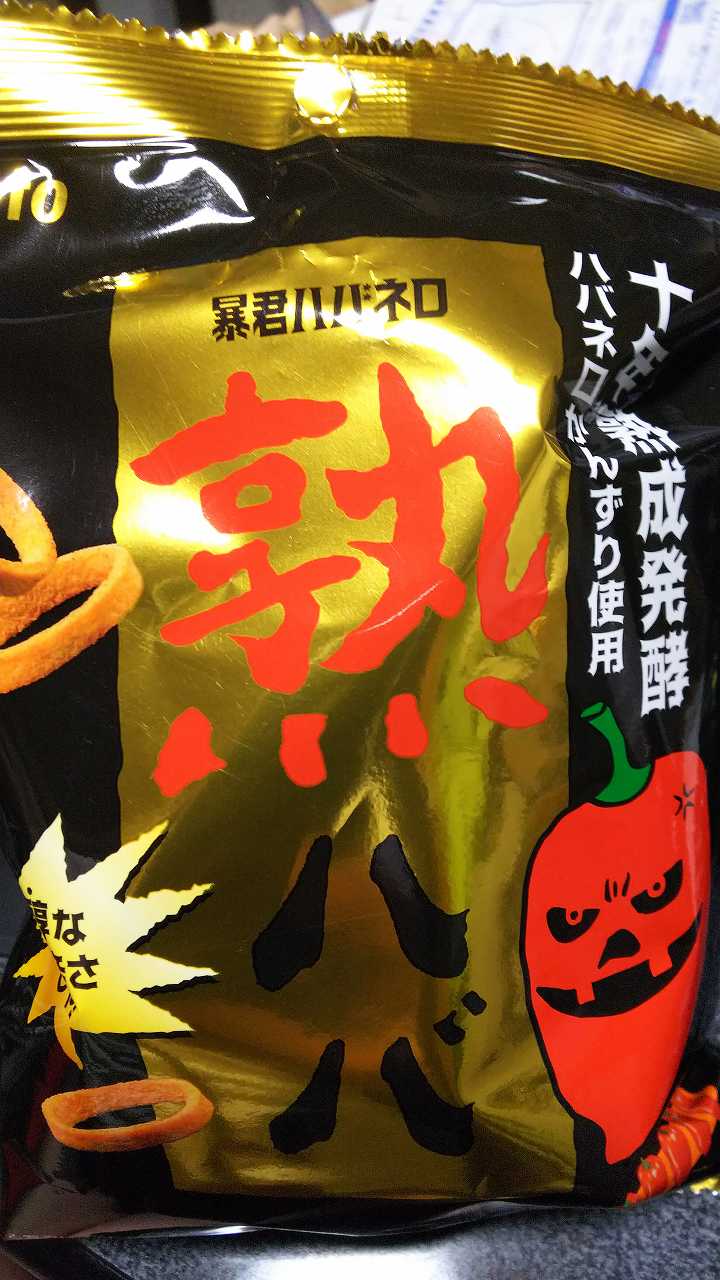 10
暴君ハバネロ
熟
ハバ
十年熟成発酵
ハバネロかんずり使用